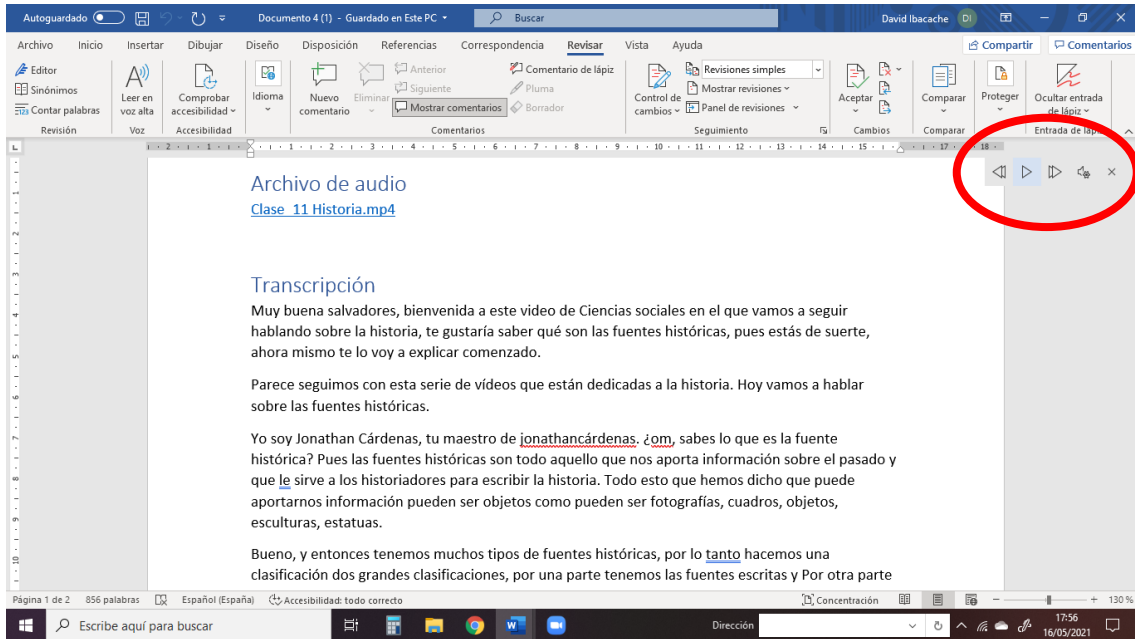 Autoguardado
Documento 4 (1) - Guardado en Este PC
Buscar
David Ibacache
DI
Archivo Inicio Insertar Dibujar Diseño Disposición Referencias Correspondencia Revisar Vista Ayuda
Compartir
Comentarios
Editor
Sinónimos
Contar palabras
Revisión
Leer en voz alta
Voz
Comprobar accesibilidad
Accesibilidad
Idioma
Nuevo comentario
Eliminar
Anterior
Siguiente
Mostrar comentarios
Comentario de lápiz
Pluma
Borrador
Comentarios
Control de cambios
Revisiones simples
Mostrar revisiones
Panel de revisiones
Seguimiento
Aceptar
Cambios
Comparar
Comparar
Proteger
Ocultar entrada de lápiz
Entrada de lápiz
Archivo de audio
Clase_11 Historia.mp4
Transcripción
Muy buena salvadores, bienvenida a este video de Ciencias sociales en el que vamos a seguir
hablando sobre la historia, te gustaría saber qué son las fuentes históricas, pues estás de suerte,
ahora mismo te lo voy a explicar comenzado.
Parece seguimos con esta serie de vídeos que están dedicadas a la historia. Hoy vamos a hablar
sobre las fuentes históricas.
Yo soy Jonathan Cárdenas, tu maestro de jonathancárdenas. ¿om, sabes lo que es la fuente
histórica? Pues las fuentes históricas son todo aquello que nos aporta información sobre el pasado y
que le sirve a los historiadores para escribir la historia. Todo esto que hemos dicho que puede
aportarnos información pueden ser objetos como pueden ser fotografías, cuadros, objetos,
esculturas, estatuas.
Bueno, y entonces tenemos muchos tipos de fuentes históricas, por lo tanto hacemos una
clasificación dos grandes clasificaciones, por una parte tenemos las fuentes escritas y Por otra parte
Página 1 de 2 856 palabras Español (España) Accesibilidad: todo correcto Concentración 130 %
Escribe aquí para buscar
Dirección
17:56
16/05/2021